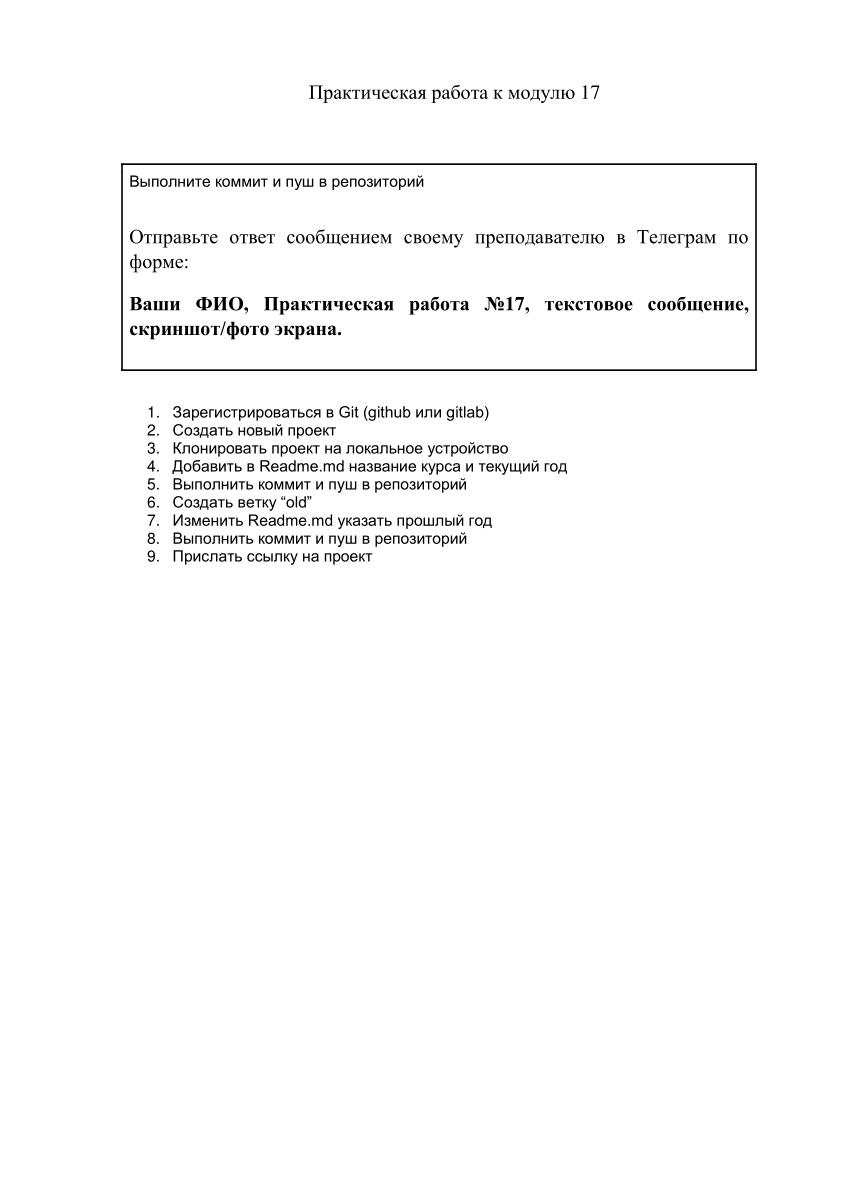 Практическая работа к модулю 17
Выполните коммит и пуш в репозиторий
Отправьте ответ сообщением своему преподавателю в Телеграм по
форме:
Ваши ФИО, Практическая работа №17, текстовое сообщение,
скриншот/фото экрана.
1. Зарегистрироваться в Git (github или gitlab)
2. Создать новый проект
3. Клонировать проект на локальное устройство
4. Добавить в Readme.md название курса и текущий год
5. Выполнить коммит и пуш в репозиторий
6. Создать ветку “old”
7. Изменить Readme.md указать прошлый год
8. Выполнить коммит и пуш в репозиторий
9. Прислать ссылку на проект